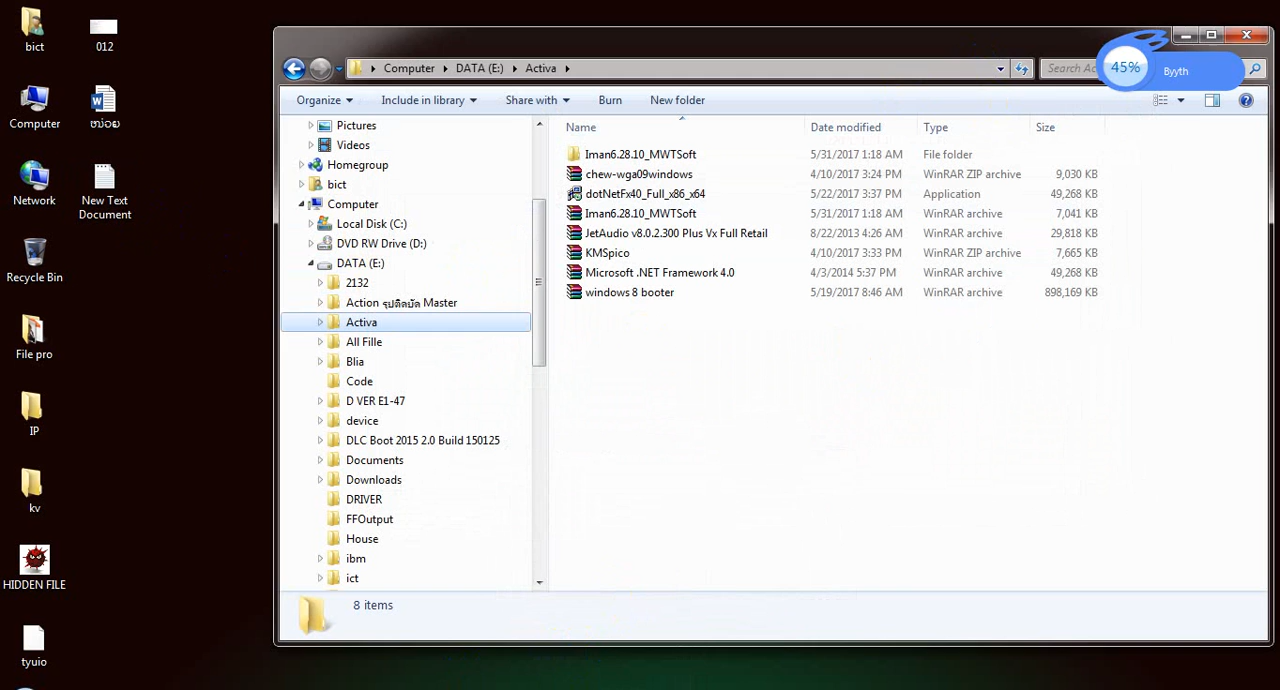 bict
012
Computer
ໜ່ອຍ
Network
New Text
Document
Recycle Bin
File pro
IP
kv
HIDDEN FILE
tyuio
Computer
DATA (E:)
Activa
45%
Byyth
Organize
Include in library
Share with
Burn
New folder
Pictures
Videos
Homegroup
bict
Computer
Local Disk (C:)
DVD RW Drive (D:)
DATA (E:)
2132
Action รูปติดบัด Master
Activa
All Fille
Blia
Code
D VER E1-47
device
DLC Boot 2015 2.0 Build 150125
Documents
Downloads
DRIVER
FFOutput
House
ibm
ict
Name Date modified Type Size
Iman6.28.10_MWTSoft 5/31/2017 1:18 AM File folder
chew-wga09windows 4/10/2017 3:24 PM WinRAR ZIP archive 9,030 KB
dotNetFx40_Full_x86_x64 5/22/2017 3:37 PM Application 49,268 KB
Iman6.28.10_MWTSoft 5/31/2017 1:18 AM WinRAR archive 7,041 KB
JetAudio v8.0.2.300 Plus Vx Full Retail 8/22/2013 4:26 AM WinRAR archive 29,818 KB
KMSpico 4/10/2017 3:33 PM WinRAR ZIP archive 7,665 KB
Microsoft .NET Framework 4.0 4/3/2014 5:37 PM WinRAR archive 49,268 KB
windows 8 booter 5/19/2017 8:46 AM WinRAR archive 898,169 KB
8 items